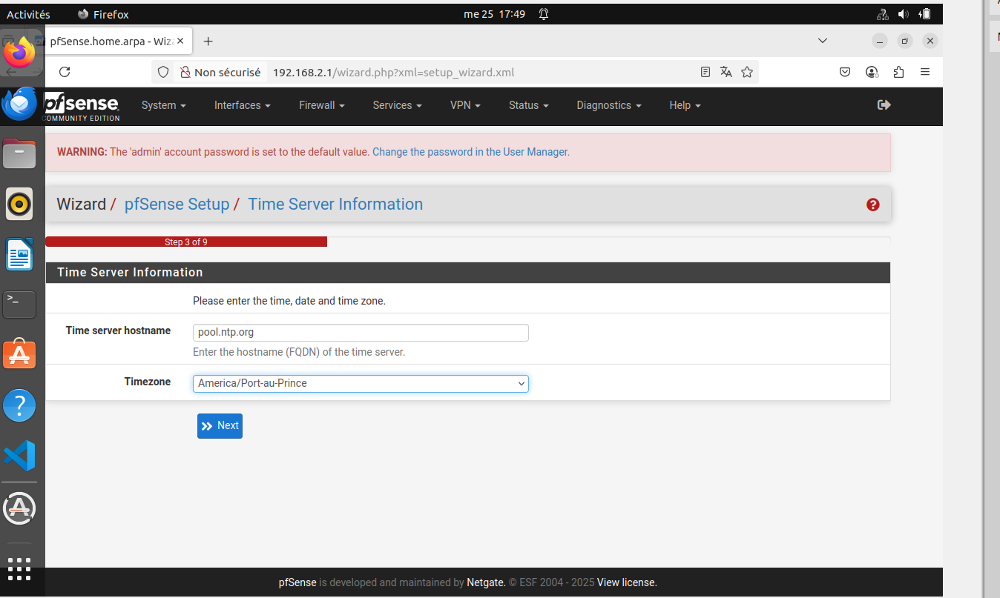 Activités Firefox me 25 17:49
pfSense.home.arpa - Wiz
Non sécurisé 192.168.2.1/wizard.php?xml=setup_wizard.xml
pfsense System Interfaces Firewall Services VPN Status Diagnostics Help
COMMUNITY EDITION
WARNING: The 'admin' account password is set to the default value. Change the password in the User Manager.
Wizard / pfSense Setup / Time Server Information
Step 3 of 9
Time Server Information
Please enter the time, date and time zone.
Time server hostname pool.ntp.org
Enter the hostname (FQDN) of the time server.
Timezone America/Port-au-Prince
Next
pfSense is developed and maintained by Netgate. © ESF 2004 - 2025 View license.